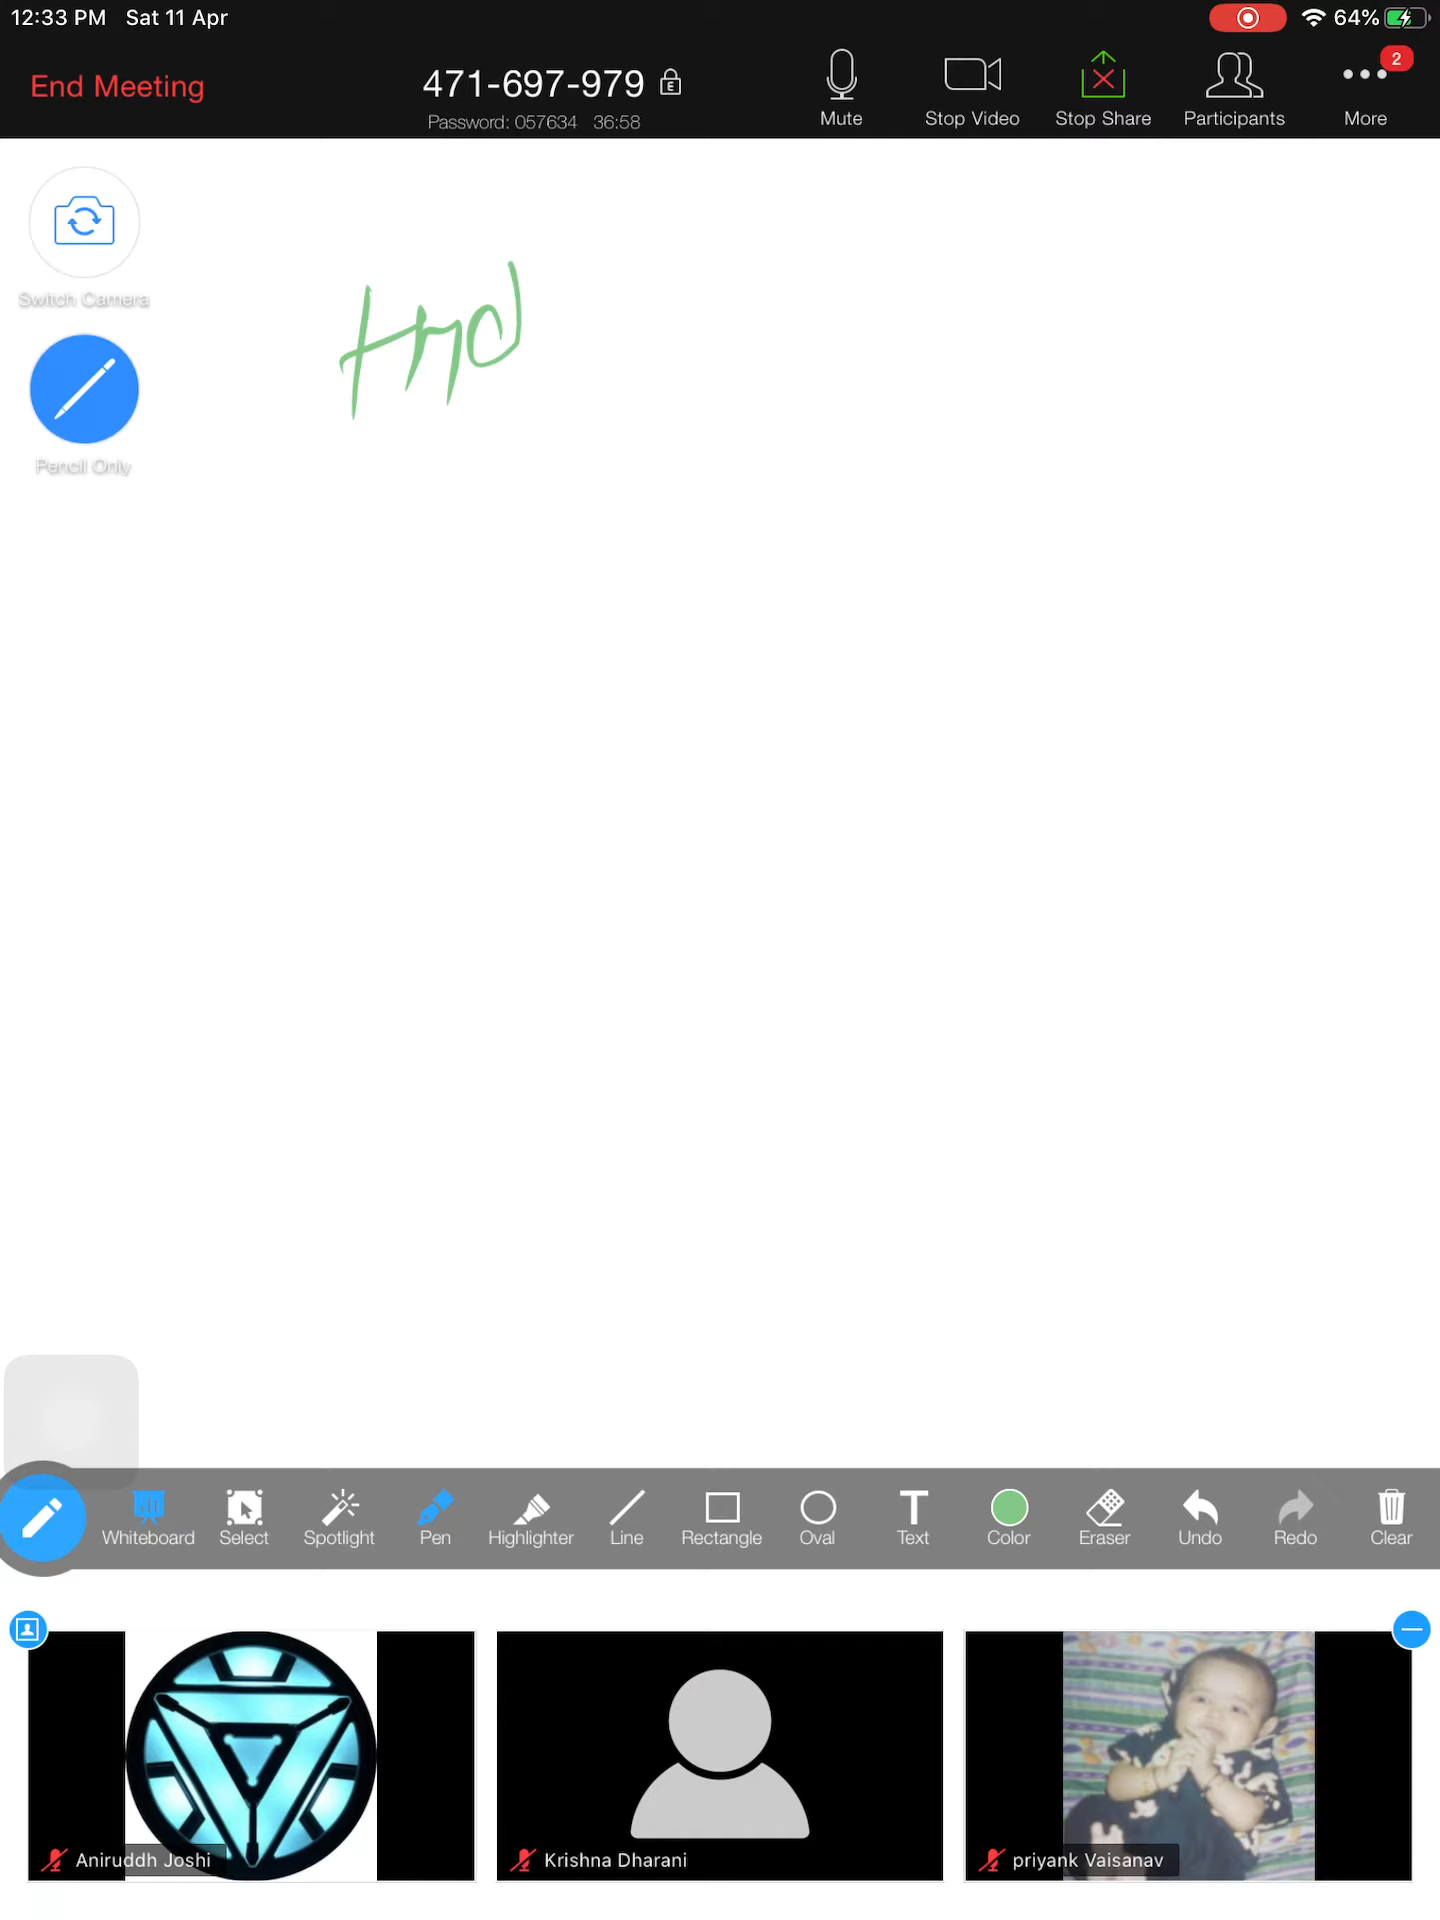 12:33 PM Sat 11 Apr 64%
End Meeting 471-697-979 Mute Stop Video Stop Share Participants More 2
Password: 057634 36:58
Switch Camera
Pencil Only
Whiteboard Select Spotlight Pen Highlighter Line Rectangle Oval Text Color Eraser Undo Redo Clear
Aniruddh Joshi Krishna Dharani priyank Vaisanav